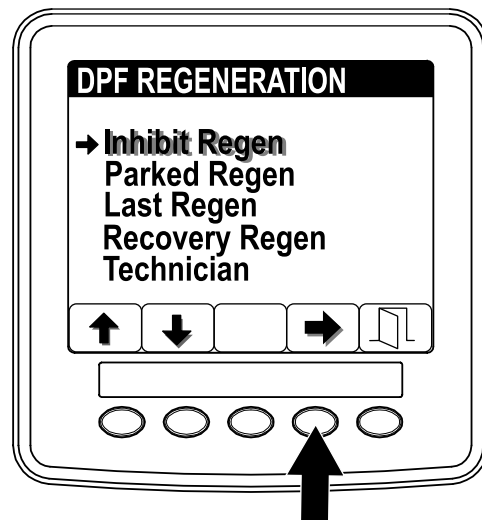 DPF REGENERATION
Inhibit Regen
Parked Regen
Last Regen
Recovery Regen
Technician